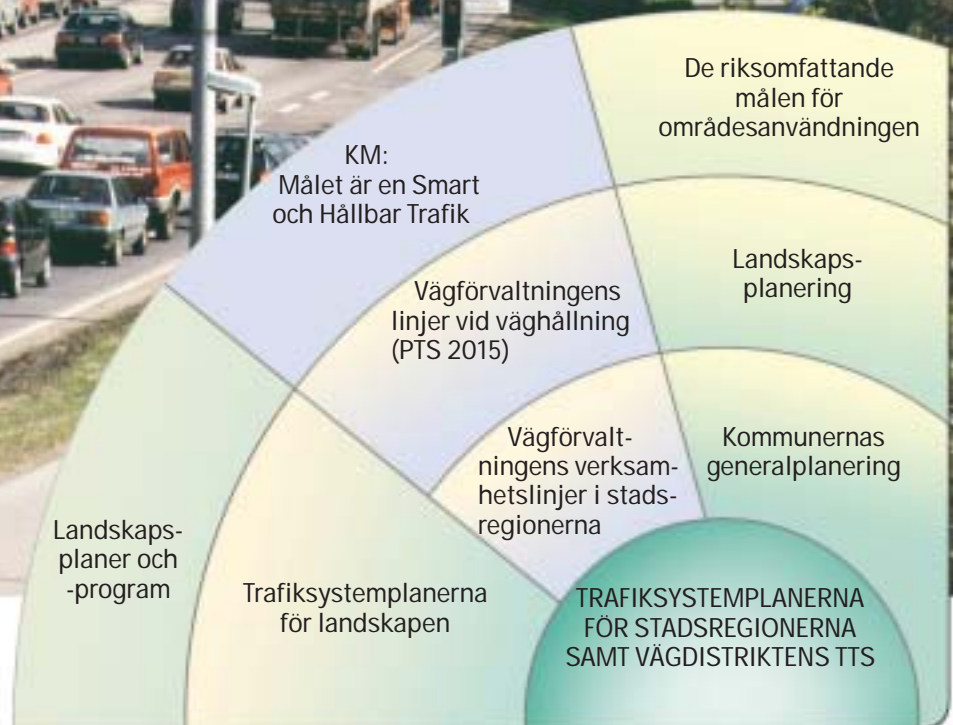 De riksomfattande
målen för
områdesanvändningen
KM:
Målet är en Smart
och Hållbar Trafik
Landskaps-
planering
Vägförvaltningens
linjer vid väghållning
(PTS 2015)
Vägförvalt-
ningens verksam-
hetslinjer i stads-
regionerna
Kommunernas
generalplanering
Landskaps-
planer och
-program
Trafiksystemplanerna
för landskapen
TRAFIKSYSTEMPLANERNA
FÖR STADSREGIONERNA
SAMT VÄGDISTRIKTENS TTS